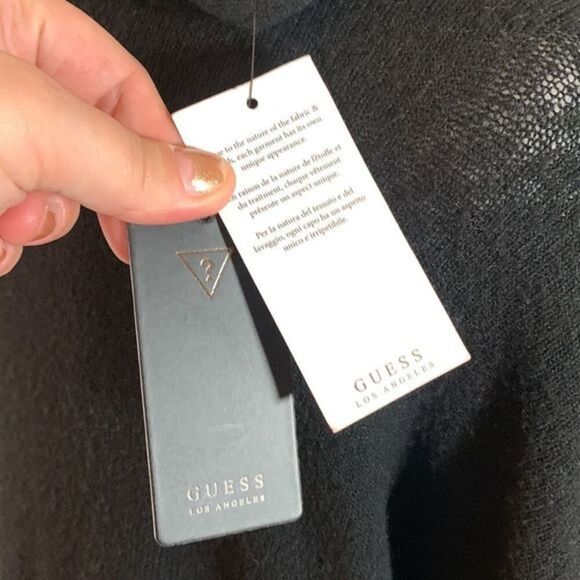 to the nature of the fabric &
each garment has its own
unique appearance.
raison de la nature de l'étoile et
du traitment, chaque vêtement
présente un aspect unique.
Per la natura del tessuto e del
lavaggio, ogni capo ha un aspetto
unico e irripetibile.
GUESS
LOS ANGELES
?
GUESS
LOS ANGELES